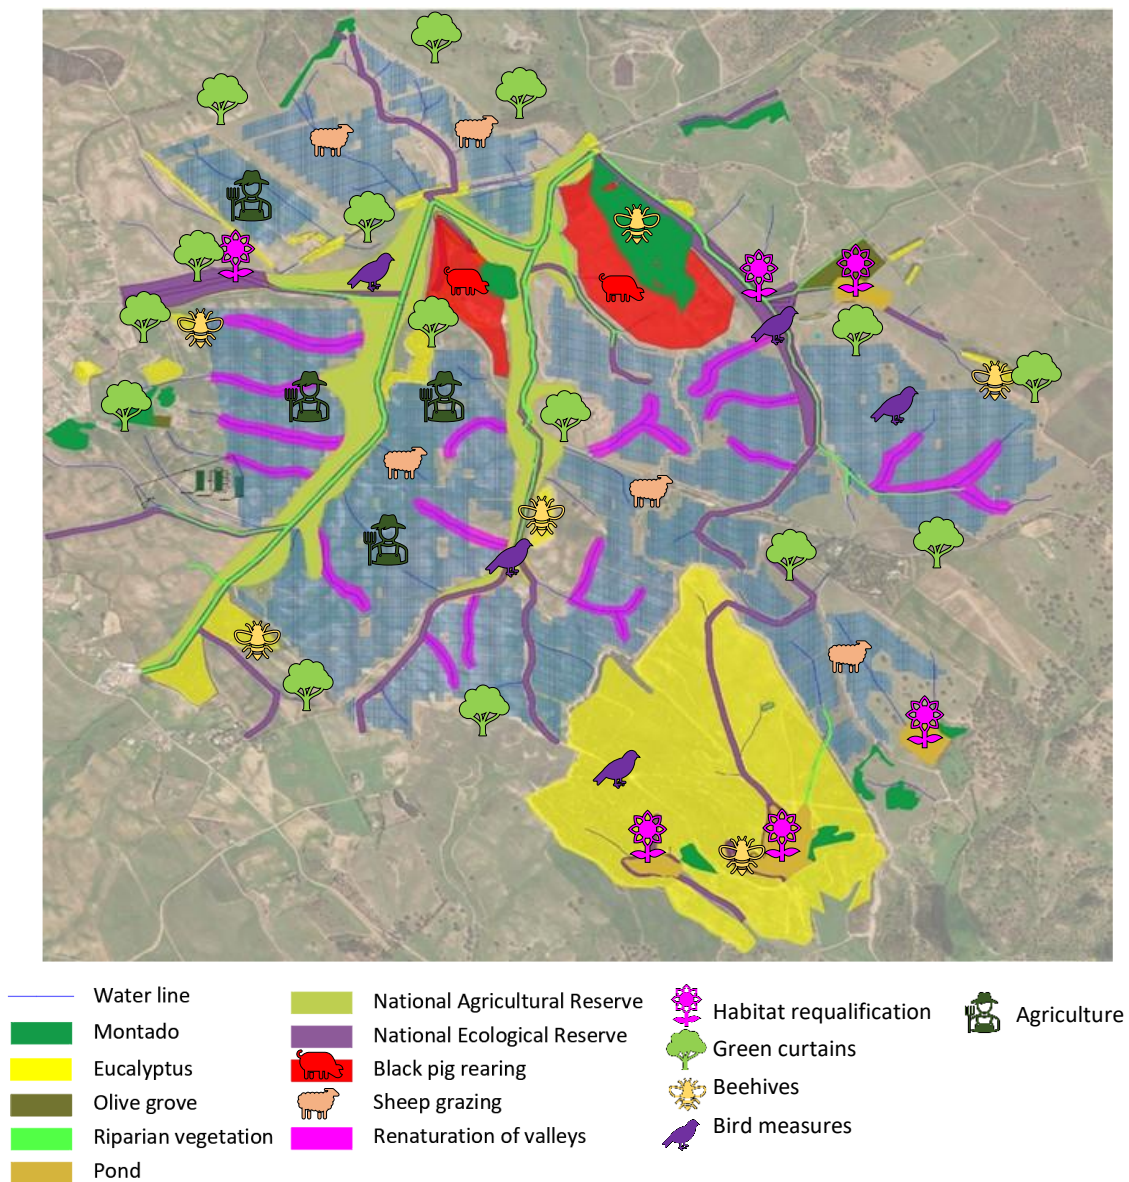 Water line
Montado
Eucalyptus
Olive grove
Riparian vegetation
Pond
National Agricultural Reserve
National Ecological Reserve
Black pig rearing
Sheep grazing
Renaturation of valleys
Habitat requalification
Green curtains
Beehives
Bird measures
Agriculture